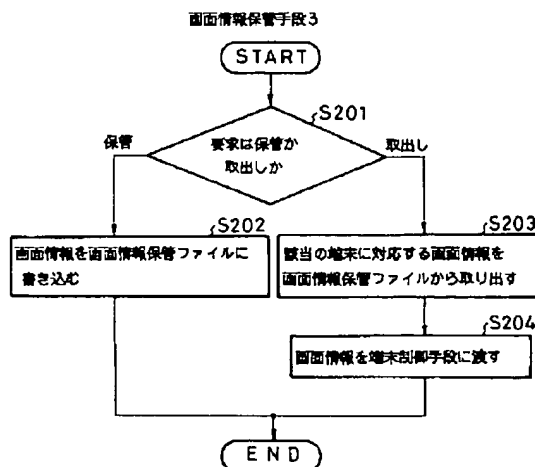 画面情報保管手段3
START
S201
保管
要求は保管か
取出し
取出しか
S202
画面情報を画面情報保管ファイルに
書き込む
S203
該当の端末に対応する画面情報を
画面情報保管ファイルから取り出す
S204
画面情報を端末制御手段に渡す
END